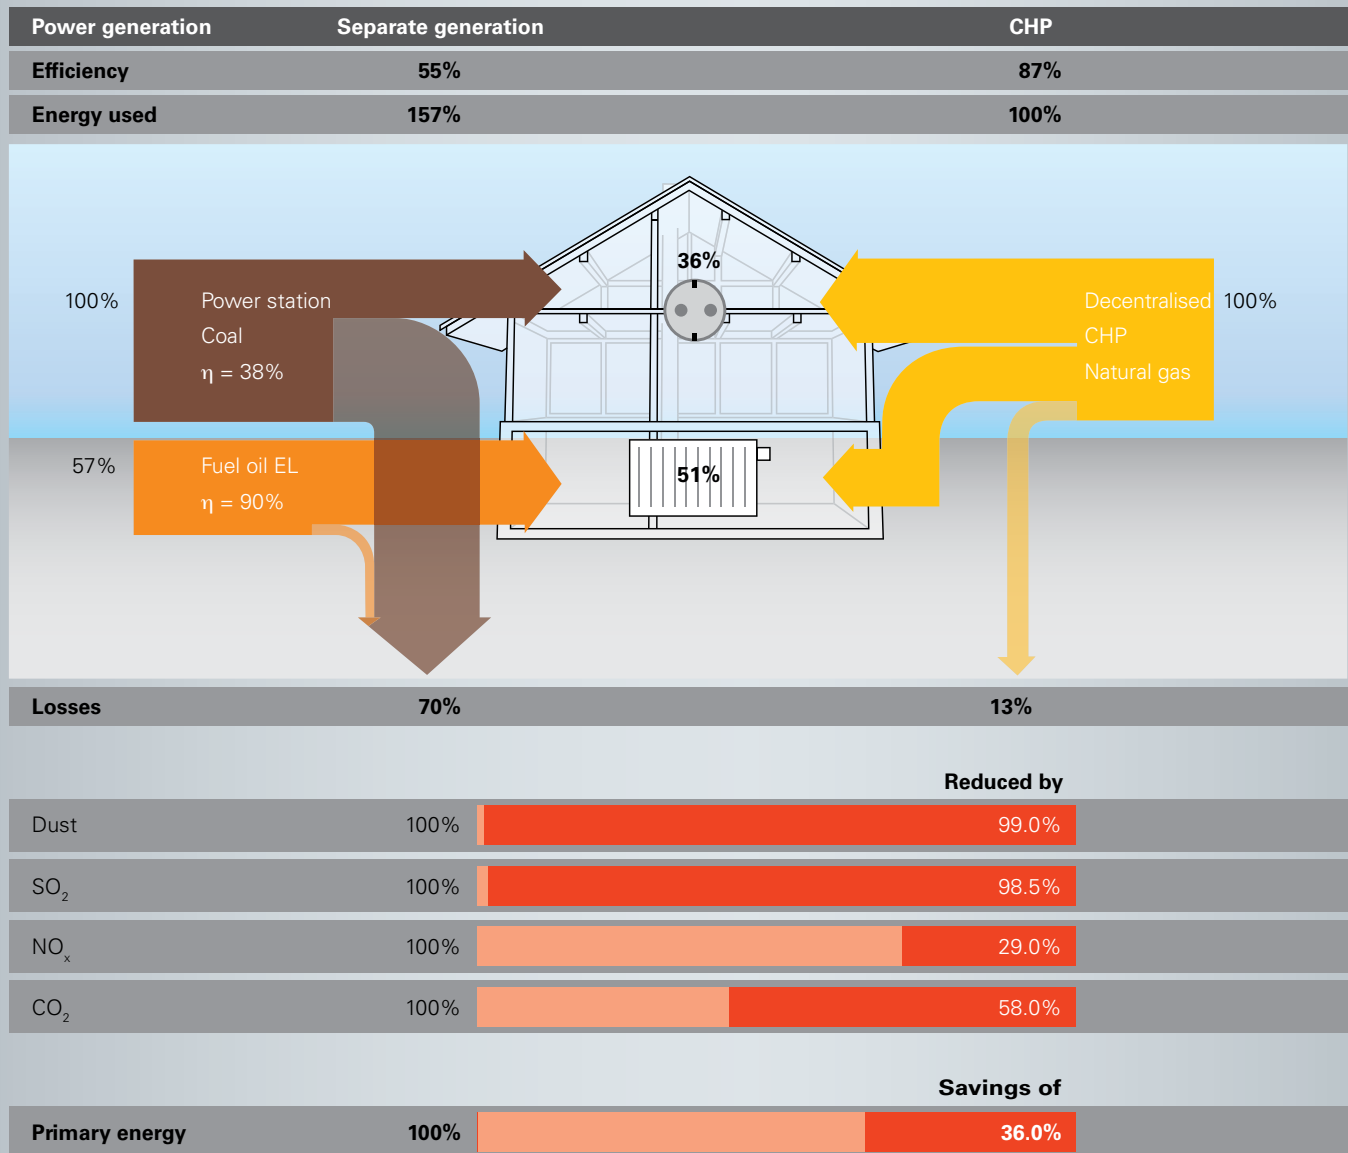 Power generation Separate generation CHP
Efficiency 55% 87%
Energy used 157% 100%
36%
100% Power station Decentralised 100%
Coal CHP
η = 38% Natural gas
57% Fuel oil EL 51%
η = 90%
Losses 70% 13%
Reduced by
Dust 100% 99.0%
SO₂ 100% 98.5%
NOₓ 100% 29.0%
CO₂ 100% 58.0%
Savings of
Primary energy 100% 36.0%